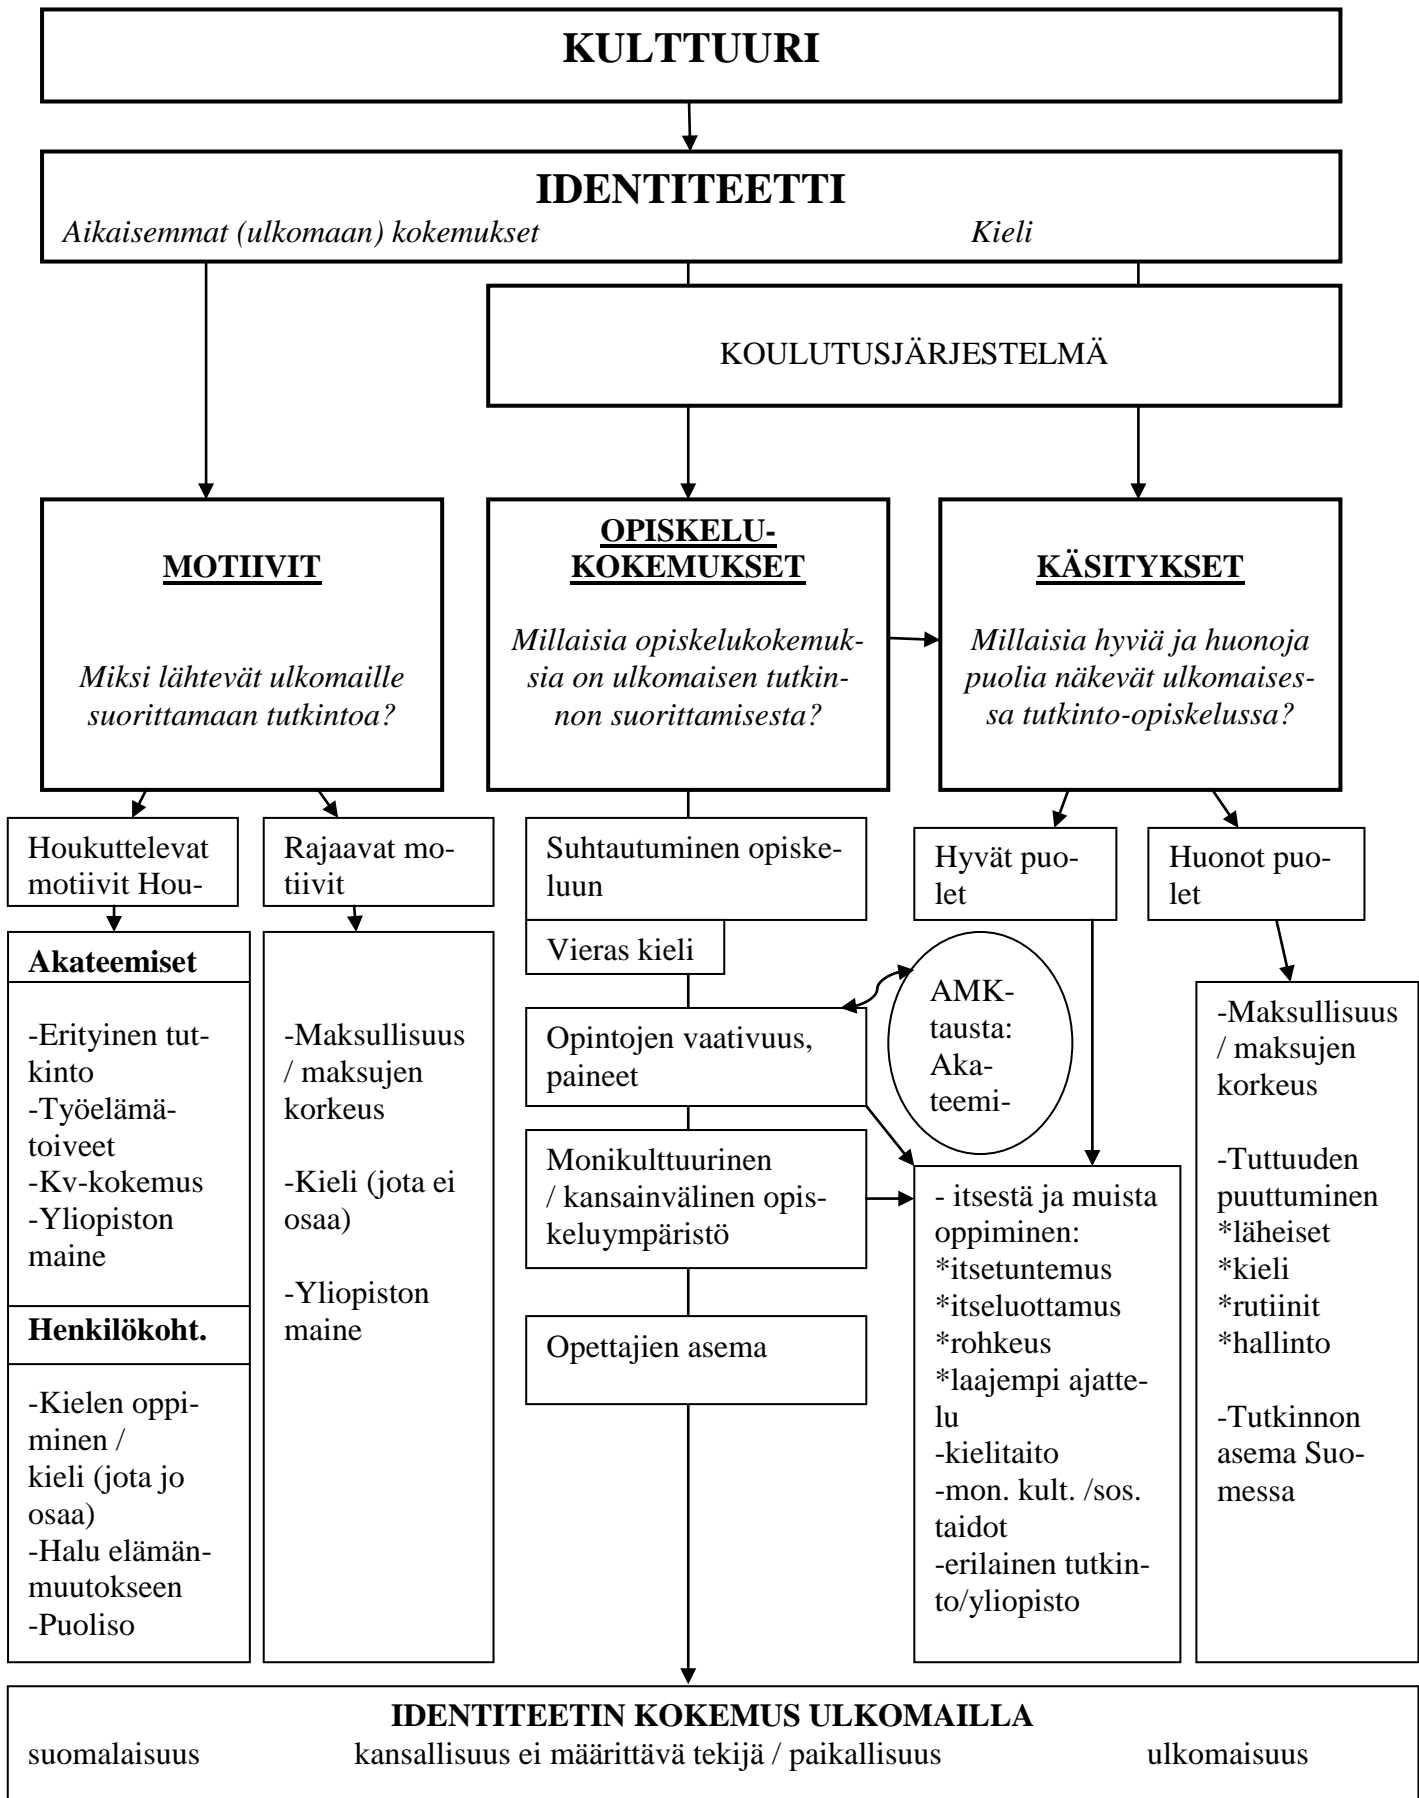 KULTTUURI
IDENTITEETTI
Aikaisemmat (ulkomaan) kokemukset
Kieli
KOULUTUSJÄRJESTELMÄ
MOTIIVIT
Miksi lähtevät ulkomaille
suorittamaan tutkintoa?
OPISKELU-
KOKEMUKSET
Millaisia opiskelukokemuk-
sia on ulkomaisen tutkin-
non suorittamisesta?
KÄSITYKSET
Millaisia hyviä ja huonoja
puolia näkevät ulkomaises-
sa tutkinto-opiskelussa?
Houkuttelevat
motiivit Hou-
Rajaavat mo-
tiivit
Suhtautuminen opiske-
luun
Hyvät puo-
let
Huonot puo-
let
Akateemiset
-Erityinen tut-
kinto
-Työelämä-
toiveet
-Kv-kokemus
-Yliopiston
maine
Henkilökoht.
-Kielen oppi-
minen /
kieli (jota jo
osaa)
-Halu elämän-
muutokseen
-Puoliso
-Maksullisuus
/ maksujen
korkeus
-Kieli (jota ei
osaa)
-Yliopiston
maine
Vieras kieli
Opintojen vaativuus,
paineet
Monikulttuurinen
/ kansainvälinen opis-
keluympäristö
Opettajien asema
AMK-
tausta:
Aka-
teemi-
- itsestä ja muista
oppiminen:
*itsetuntemus
*itseluottamus
*rohkeus
*laajempi ajatte-
lu
-kielitaito
-mon. kult. /sos.
taidot
-erilainen tutkin-
to/yliopisto
-Maksullisuus
/ maksujen
korkeus
-Tuttuuden
puuttuminen
*läheiset
*kieli
*rutiinit
*hallinto
-Tutkinnon
asema Suo-
messa
IDENTITEETIN KOKEMUS ULKOMAILLA
suomalaisuus kansallisuus ei määrittävä tekijä / paikallisuus ulkomaisuus